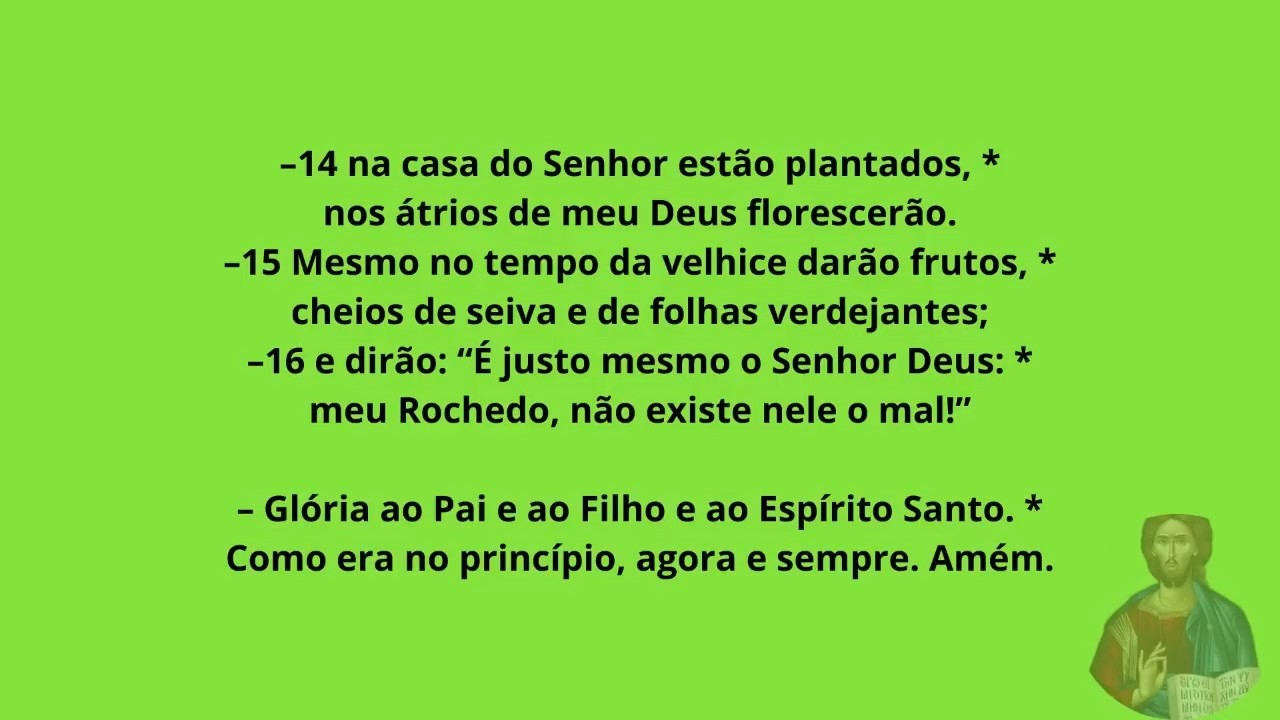 –14 na casa do Senhor estão plantados, *
nos átrios de meu Deus florescerão.
–15 Mesmo no tempo da velhice darão frutos, *
cheios de seiva e de folhas verdejantes;
–16 e dirão: “É justo mesmo o Senhor Deus: *
meu Rochedo, não existe nele o mal!”
– Glória ao Pai e ao Filho e ao Espírito Santo. *
Como era no princípio, agora e sempre. Amém.